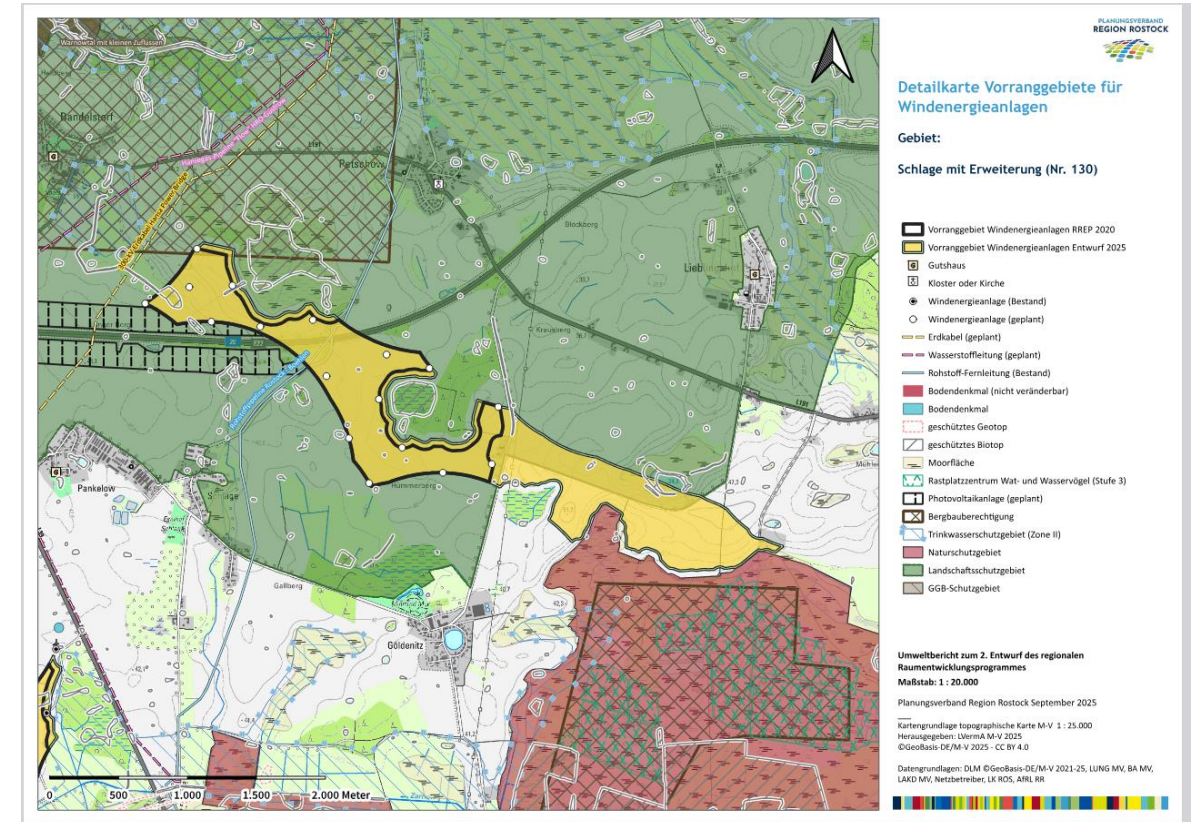 PLANUNGSVERBAND
REGION ROSTOCK
Detailkarte Vorranggebiete für
Windenergieanlagen
Gebiet:
Schlage mit Erweiterung (Nr. 130)
Vorranggebiet Windenergieanlagen RREP 2020
Vorranggebiet Windenergieanlagen Entwurf 2025
Gutshaus
Kloster oder Kirche
Windenergieanlage (Bestand)
Windenergieanlage (geplant)
Erdkabel (geplant)
Wasserstoffleitung (geplant)
Rohstoff-Fernleitung (Bestand)
Bodendenkmal (nicht veränderbar)
Bodendenkmal
geschütztes Geotop
geschütztes Biotop
Moorfläche
Rastplatzzentrum Wat- und Wasservögel (Stufe 3)
Photovoltaikanlage (geplant)
Bergbauberechtigung
Trinkwasserschutzgebiet (Zone II)
Naturschutzgebiet
Landschaftsschutzgebiet
GGB-Schutzgebiet
Umweltbericht zum 2. Entwurf des regionalen
Raumentwicklungsprogrammes
Maßstab: 1 : 20.000
Planungsverband Region Rostock September 2025
Kartengrundlage topographische Karte M-V 1 : 25.000
Herausgegeben: LVermA M-V 2025
©GeoBasis-DE/M-V 2025 - CC BY 4.0
Datengrundlagen: DLM ©GeoBasis-DE/M-V 2021-25, LUNG MV, BA MV,
LAKD MV, Netzbetreiber, LK ROS, AfRL RR
Warnowtal mit kleinen Zuflüssen
Bandelstorf
Petschow
Blockberg
Krausberg
L191
20
E22
Pankelow
Schlage
Hummerberg
Gallberg
Göldenitz
0 500 1.000 1.500 2.000 Meter